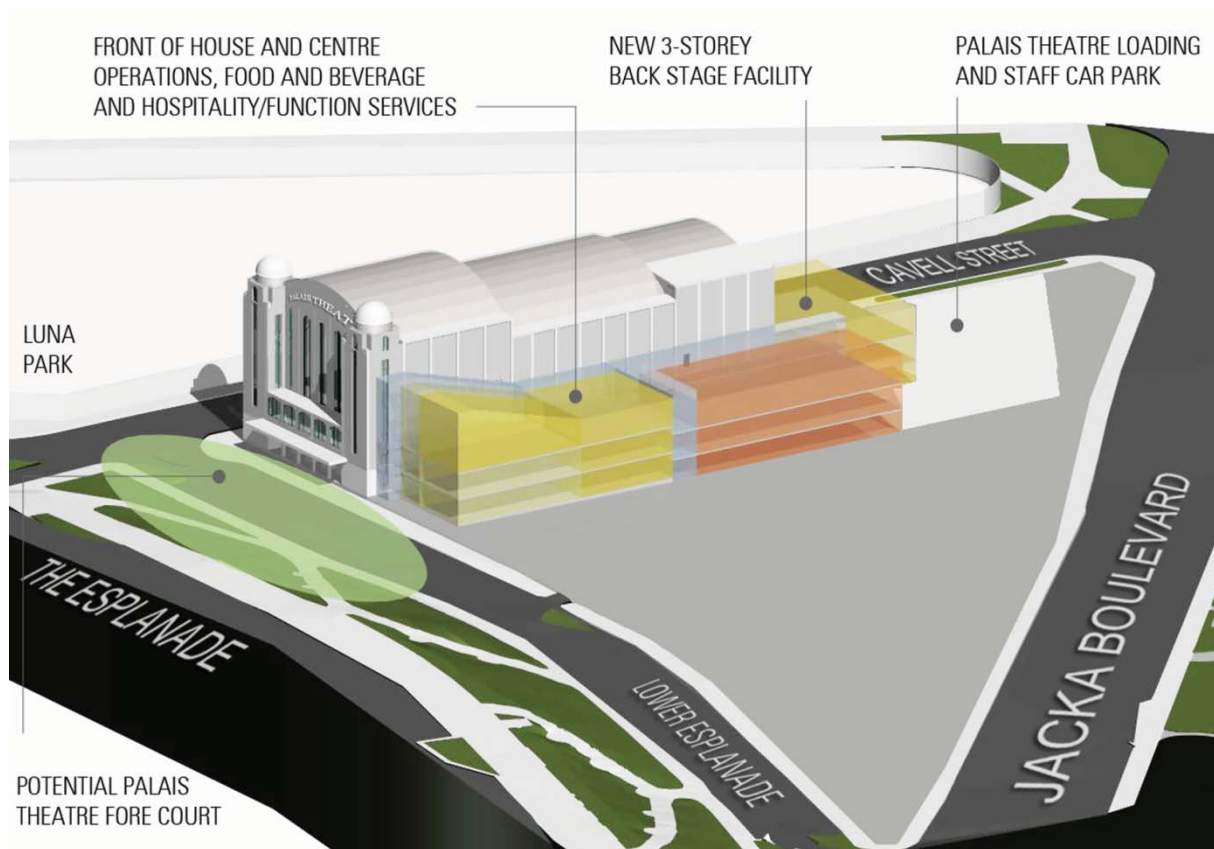 FRONT OF HOUSE AND CENTRE
OPERATIONS, FOOD AND BEVERAGE
AND HOSPITALITY/FUNCTION SERVICES
NEW 3-STOREY
BACK STAGE FACILITY
PALAIS THEATRE LOADING
AND STAFF CAR PARK
CAVELL STREET
PALAIS THEAT
LUNA
PARK
THE ESPLANADE
LOWER ESPLANADE
JACKA BOULEVARD
POTENTIAL PALAIS
THEATRE FORE COURT